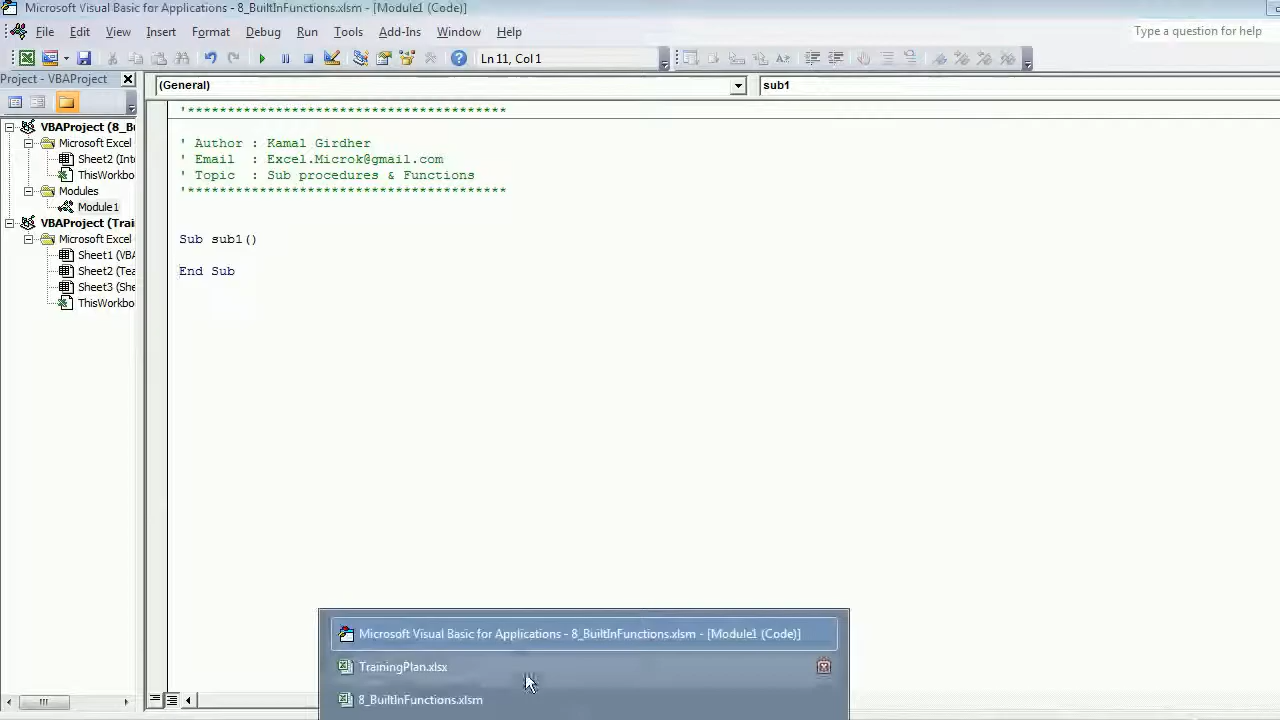 Microsoft Visual Basic for Applications - 8_BuiltInFunctions.xlsm - [Module1 (Code)]
File Edit View Insert Format Debug Run Tools Add-Ins Window Help
Type a question for help
Ln 11, Col 1
Project - VBAProject
(General)
sub1
VBAProject (8_Bu
Microsoft Excel
Sheet2 (Int
ThisWorkbo
Modules
Module1
VBAProject (Trai
Microsoft Excel
Sheet1 (VBA
Sheet2 (Tea
Sheet3 (She
ThisWorkbo
'****************************************
' Author : Kamal Girdher
' Email : Excel.Microk@gmail.com
' Topic : Sub procedures & Functions
'****************************************
Sub sub1()
End Sub
Microsoft Visual Basic for Applications - 8_BuiltInFunctions.xlsm - [Module1 (Code)]
TrainingPlan.xlsx
8_BuiltInFunctions.xlsm